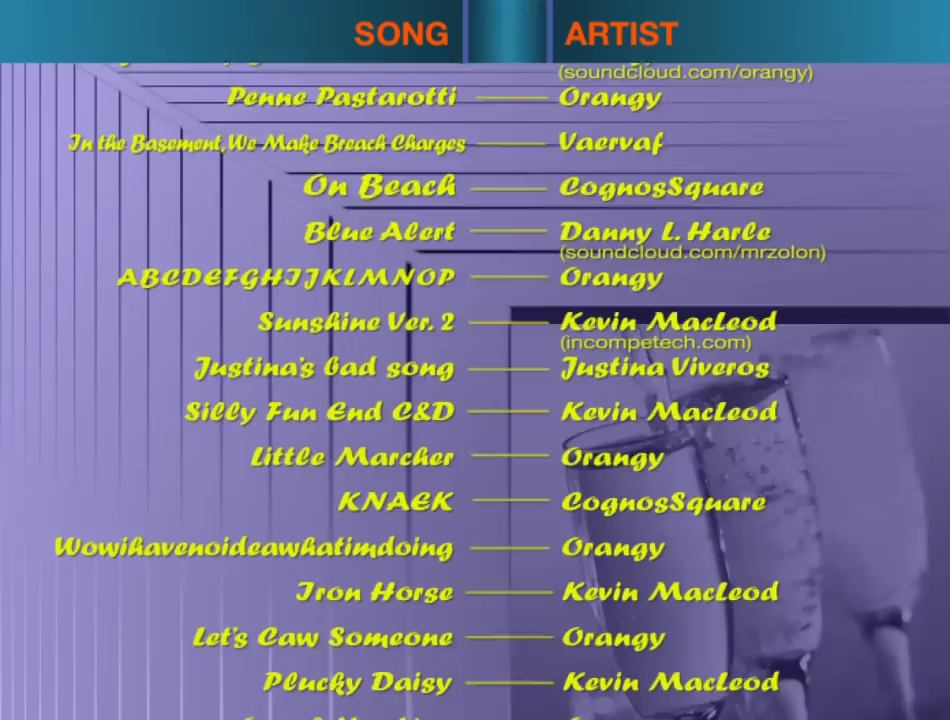 SONG ARTIST
(soundcloud.com/orangy)
Penne Pastarotti Orangy
In the Basement, We Make Breach Charges Vaervaf
On Beach CognosSquare
Blue Alert Danny L. Harle
(soundcloud.com/mrzolon)
ABCDEFGHIJKLMNOP Orangy
Sunshine Ver. 2 Kevin MacLeod
(incompetech.com)
Justina's bad song Justina Viveros
Silly Fun End C&D Kevin MacLeod
Little Marcher Orangy
KNAEK CognosSquare
Wowihavenoideawhatimdoing Orangy
Iron Horse Kevin MacLeod
Let's Caw Someone Orangy
Plucky Daisy Kevin MacLeod